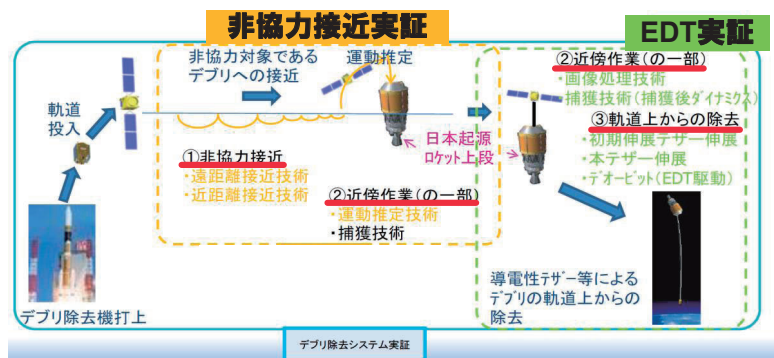 非協力接近実証
EDT実証
非協力対象である
デブリへの接近
運動推定
軌道
投入
①非協力接近
・遠距離接近技術
・近距離接近技術
②近傍作業(の一部)
・運動推定技術
・捕獲技術
日本起源
ロケット上段
②近傍作業(の一部)
・画像処理技術
・捕獲技術(捕獲後ダイナミクス)
③軌道上からの除去
・初期伸展テザー伸展
・本テザー伸展
・デオービット(EDT駆動)
導電性テザー等による
デブリの軌道上からの
除去
デブリ除去機打上
デブリ除去システム実証